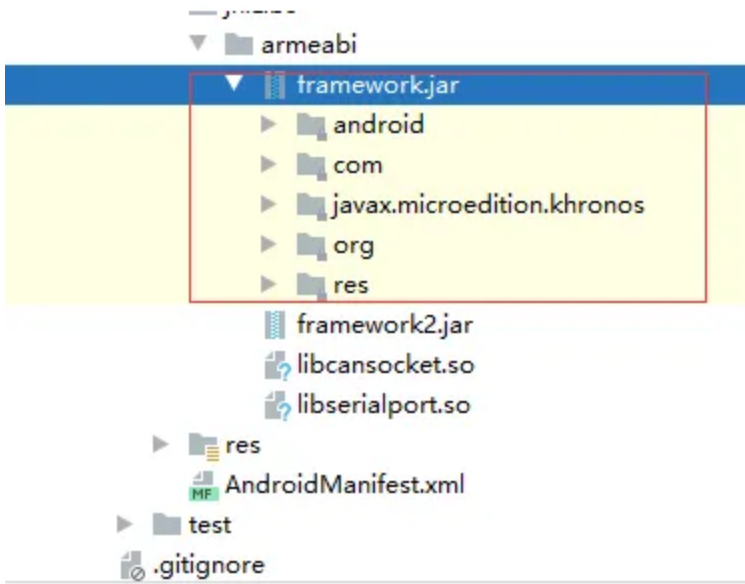 armeabi
framework.jar
android
com
javax.microedition.khronos
org
res
framework2.jar
libcansocket.so
libserialport.so
res
MF AndroidManifest.xml
test
.gitignore